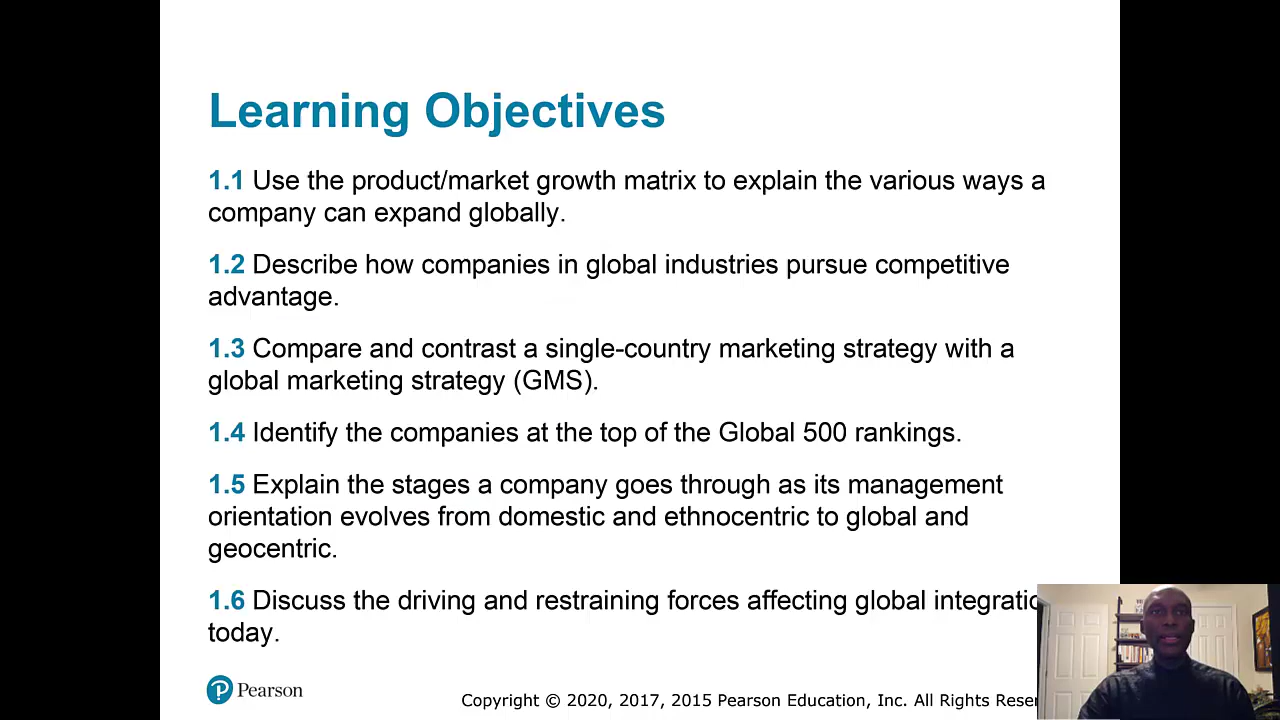 Learning Objectives
1.1 Use the product/market growth matrix to explain the various ways a
company can expand globally.
1.2 Describe how companies in global industries pursue competitive
advantage.
1.3 Compare and contrast a single-country marketing strategy with a
global marketing strategy (GMS).
1.4 Identify the companies at the top of the Global 500 rankings.
1.5 Explain the stages a company goes through as its management
orientation evolves from domestic and ethnocentric to global and
geocentric.
1.6 Discuss the driving and restraining forces affecting global
today.
Pearson
Copyright © 2020, 2017, 2015 Pearson Education, Inc. All Rights